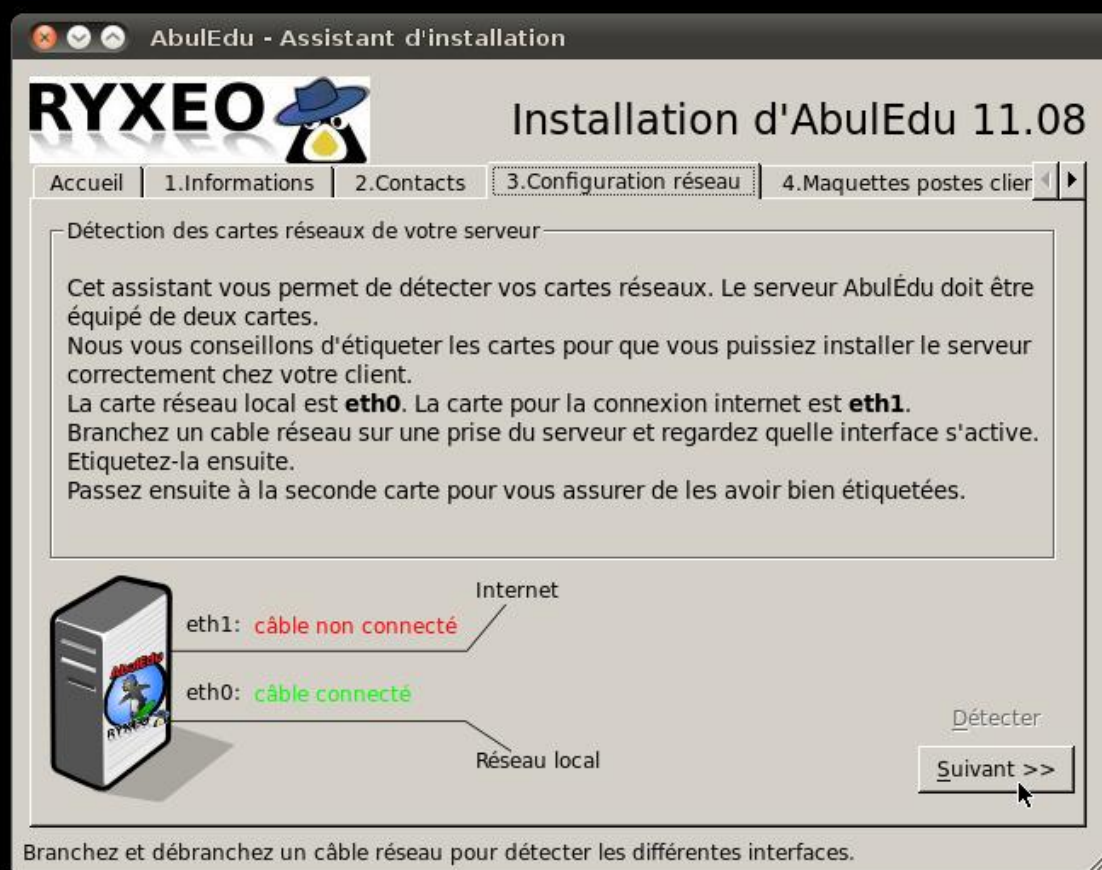 AbulEdu - Assistant d'installation
RYXEO
Installation d'AbulEdu 11.08
Accueil
1.Informations
2.Contacts
3.Configuration réseau
4.Maquettes postes clier
Détection des cartes réseaux de votre serveur
Cet assistant vous permet de détecter vos cartes réseaux. Le serveur AbulÉdu doit être
équipé de deux cartes.
Nous vous conseillons d'étiqueter les cartes pour que vous puissiez installer le serveur
correctement chez votre client.
La carte réseau local est eth0. La carte pour la connexion internet est eth1.
Branchez un cable réseau sur une prise du serveur et regardez quelle interface s'active.
Etiquetez-la ensuite.
Passez ensuite à la seconde carte pour vous assurer de les avoir bien étiquetées.
Internet
eth1: câble non connecté
AbulEdu
eth0: câble connecté
RYXEO
Réseau local
Détecter
Suivant >>
Branchez et débranchez un câble réseau pour détecter les différentes interfaces.